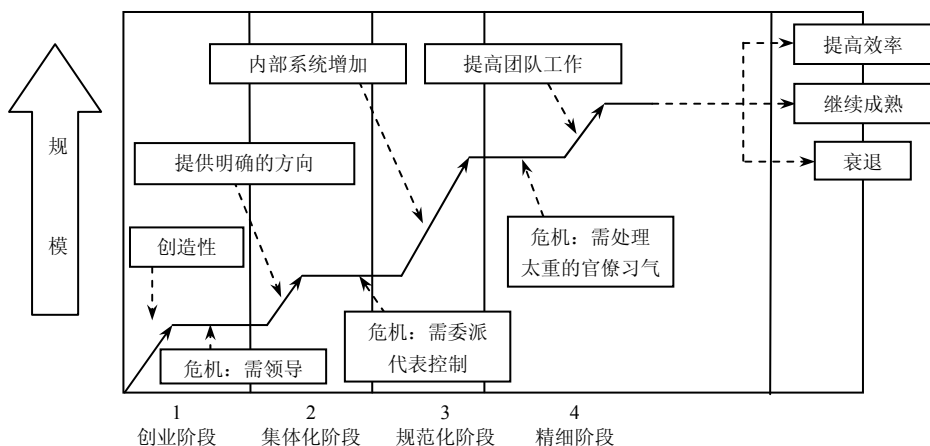 内部系统增加
提高团队工作
提高效率
继续成熟
衰退
规
模
提供明确的方向
创造性
危机：需处理
太重的官僚习气
危机：需领导
危机：需委派
代表控制
1
创业阶段
2
集体化阶段
3
规范化阶段
4
精细阶段